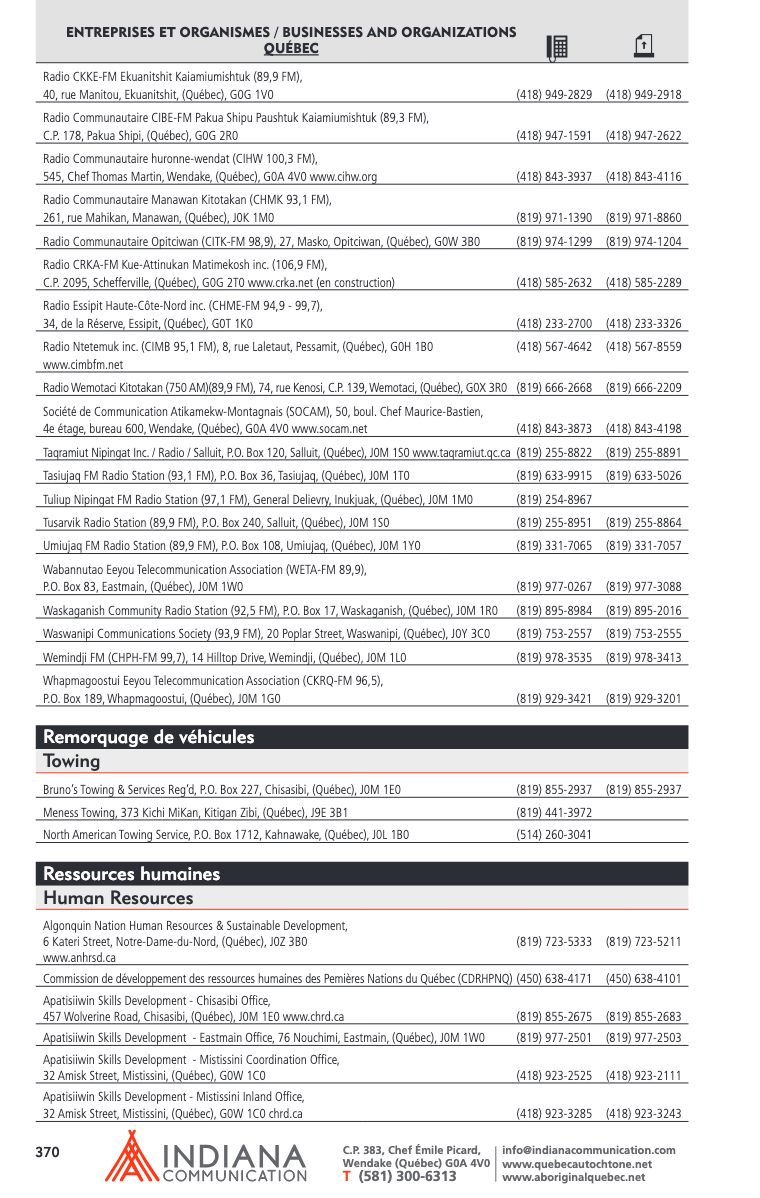 ENTREPRISES ET ORGANISMES / BUSINESSES AND ORGANIZATIONS
QUÉBEC
Radio CKKE-FM Ekuanitshit Kaiamiumishtuk (89,9 FM),
40, rue Manitou, Ekuanitshit, (Québec), G0G 1V0 (418) 949-2829 (418) 949-2918
Radio Communautaire CIBE-FM Pakua Shipu Paushtuk Kaiamiumishtuk (89,3 FM),
C.P. 178, Pakua Shipi, (Québec), G0G 2R0 (418) 947-1591 (418) 947-2622
Radio Communautaire huronne-wendat (CIHW 100,3 FM),
545, Chef Thomas Martin, Wendake, (Québec), G0A 4V0 www.cihw.org (418) 843-3937 (418) 843-4116
Radio Communautaire Manawan Kitotakan (CHMK 93,1 FM),
261, rue Mahikan, Manawan, (Québec), J0K 1M0 (819) 971-1390 (819) 971-8860
Radio Communautaire Opitciwan (CITK-FM 98,9), 27, Masko, Opitciwan, (Québec), G0W 3B0 (819) 974-1299 (819) 974-1204
Radio CRKA-FM Kue-Attinukan Matimekosh inc. (106,9 FM),
C.P. 2095, Schefferville, (Québec), G0G 2T0 www.crka.net (en construction) (418) 585-2632 (418) 585-2289
Radio Essipit Haute-Côte-Nord inc. (CHME-FM 94,9 - 99,7),
34, de la Réserve, Essipit, (Québec), G0T 1K0 (418) 233-2700 (418) 233-3326
Radio Ntetemuk inc. (CIMB 95,1 FM), 8, rue Laletaut, Pessamit, (Québec), G0H 1B0 (418) 567-4642 (418) 567-8559
www.cimbfm.net
Radio Wemotaci Kitotakan (750 AM)(89,9 FM), 74, rue Kenosi, C.P. 139, Wemotaci, (Québec), G0X 3R0 (819) 666-2668 (819) 666-2209
Société de Communication Atikamekw-Montagnais (SOCAM), 50, boul. Chef Maurice-Bastien,
4e étage, bureau 600, Wendake, (Québec), G0A 4V0 www.socam.net (418) 843-3873 (418) 843-4198
Taqramiut Nipingat Inc. / Radio / Salluit, P.O. Box 120, Salluit, (Québec), J0M 1S0 www.taqramiut.qc.ca (819) 255-8822 (819) 255-8891
Tasiujaq FM Radio Station (93,1 FM), P.O. Box 36, Tasiujaq, (Québec), J0M 1T0 (819) 633-9915 (819) 633-5026
Tuliup Nipingat FM Radio Station (97,1 FM), General Delievry, Inukjuak, (Québec), J0M 1M0 (819) 254-8967
Tusarvik Radio Station (89,9 FM), P.O. Box 240, Salluit, (Québec), J0M 1S0 (819) 255-8951 (819) 255-8864
Umiujaq FM Radio Station (89,9 FM), P.O. Box 108, Umiujaq, (Québec), J0M 1Y0 (819) 331-7065 (819) 331-7057
Wabannutao Eeyou Telecommunication Association (WETA-FM 89,9),
P.O. Box 83, Eastmain, (Québec), J0M 1W0 (819) 977-0267 (819) 977-3088
Waskaganish Community Radio Station (92,5 FM), P.O. Box 17, Waskaganish, (Québec), J0M 1R0 (819) 895-8984 (819) 895-2016
Waswanipi Communications Society (93,9 FM), 20 Poplar Street, Waswanipi, (Québec), J0Y 3C0 (819) 753-2557 (819) 753-2555
Wemindji FM (CHPH-FM 99,7), 14 Hilltop Drive, Wemindji, (Québec), J0M 1L0 (819) 978-3535 (819) 978-3413
Whapmagoostui Eeyou Telecommunication Association (CKRQ-FM 96,5),
P.O. Box 189, Whapmagoostui, (Québec), J0M 1G0 (819) 929-3421 (819) 929-3201
Remorquage de véhicules
Towing
Bruno's Towing & Services Reg'd, P.O. Box 227, Chisasibi, (Québec), J0M 1E0 (819) 855-2937 (819) 855-2937
Meness Towing, 373 Kichi MiKan, Kitigan Zibi, (Québec), J9E 3B1 (819) 441-3972
North American Towing Service, P.O. Box 1712, Kahnawake, (Québec), J0L 1B0 (514) 260-3041
Ressources humaines
Human Resources
Algonquin Nation Human Resources & Sustainable Development,
6 Kateri Street, Notre-Dame-du-Nord, (Québec), J0Z 3B0 (819) 723-5333 (819) 723-5211
www.anhrsd.ca
Commission de développement des ressources humaines des Pemières Nations du Québec (CDRHPNQ) (450) 638-4171 (450) 638-4101
Apatisiiwin Skills Development - Chisasibi Office,
457 Wolverine Road, Chisasibi, (Québec), J0M 1E0 www.chrd.ca (819) 855-2675 (819) 855-2683
Apatisiiwin Skills Development - Eastmain Office, 76 Nouchimi, Eastmain, (Québec), J0M 1W0 (819) 977-2501 (819) 977-2503
Apatisiiwin Skills Development - Mistissini Coordination Office,
32 Amisk Street, Mistissini, (Québec), G0W 1C0 (418) 923-2525 (418) 923-2111
Apatisiiwin Skills Development - Mistissini Inland Office,
32 Amisk Street, Mistissini, (Québec), G0W 1C0 chrd.ca (418) 923-3285 (418) 923-3243
370
INDIANA
COMMUNICATION
C.P. 383, Chef Émile Picard,
Wendake (Québec) G0A 4V0
T (581) 300-6313
info@indianacommunication.com
www.quebecautochtone.net
www.aboriginalquebec.net